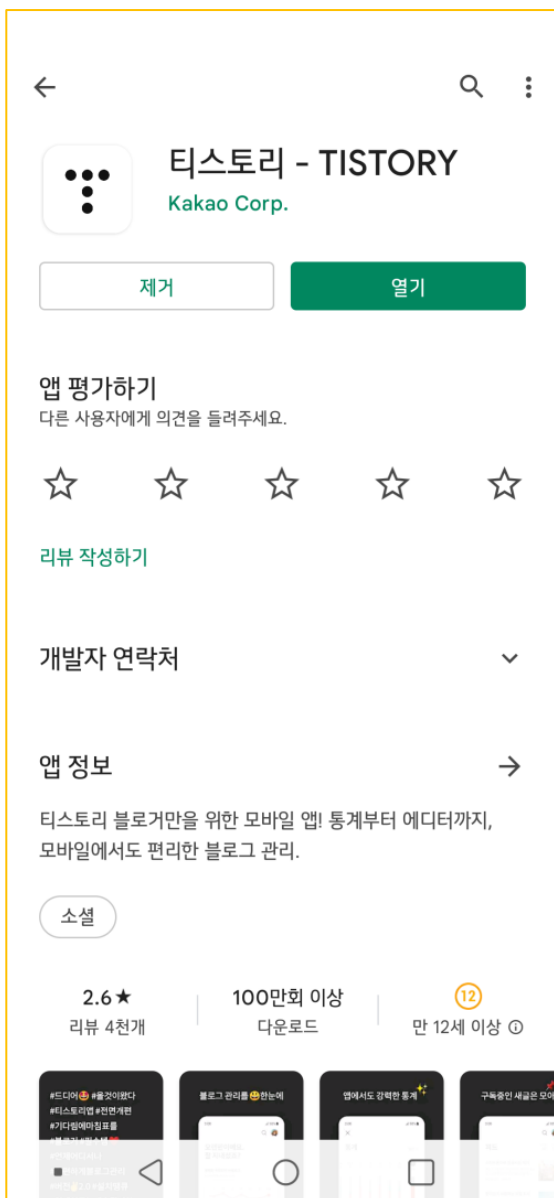 티스토리 - TISTORY
Kakao Corp.
제거
열기
앱 평가하기
다른 사용자에게 의견을 들려주세요.
리뷰 작성하기
개발자 연락처
앱 정보
티스토리 블로거만을 위한 모바일 앱! 통계부터 에디터까지,
모바일에서도 편리한 블로그 관리.
소셜
2.6★ 100만회 이상 12
리뷰 4천개 다운로드 만 12세 이상
#드디어 #올것이왔다
#티스토리앱 #전면개편
#기다림에마침표를
블로그 관리를 한눈에
앱에서도 강력한 통계
구독중인 새글은 모아